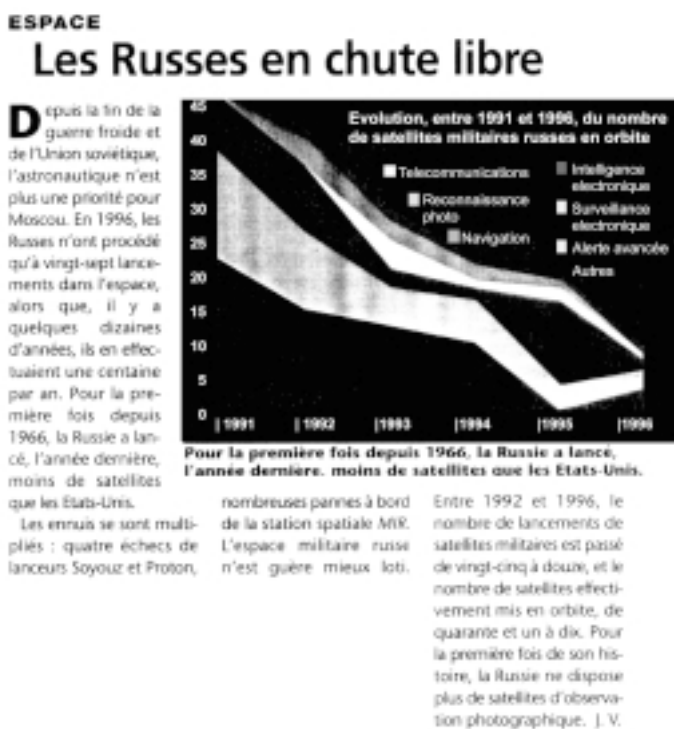 ESPACE
Les Russes en chute libre
Depuis la fin de la
guerre froide et
de l'Union soviétique,
l'astronautique n'est
plus une priorité pour
Moscou. En 1996, les
Russes n'ont procédé
qu'à vingt-sept lance-
ments dans l'espace,
alors que, il y a
quelques dizaines
d'années, ils en effec-
tuaient une centaine
par an. Pour la pre-
mière fois depuis
1966, la Russie a lan-
cé, l'année dernière,
moins de satellites
que les Etats-Unis.
Les ennuis se sont multi-
pliés : quatre échecs de
lanceurs Soyouz et Proton,
Evolution, entre 1991 et 1996, du nombre
de satellites militaires russes en orbite
Telecommunications
Reconnaissance
photo
Navigation
Intelligence
electronique
Surveillance
electronique
Alerte avancée
Autres
45
40
35
30
25
20
15
10
5
0
| 1991
| 1992
|1993
|1994
|1995
|1996
Pour la première fois depuis 1966, la Russie a lancé,
l'année dernière, moins de satellites que les Etats-Unis.
nombreuses pannes à bord
de la station spatiale MIR.
L'espace militaire russe
n'est guère mieux loti.
Entre 1992 et 1996, le
nombre de lancements de
satellites militaires est passé
de vingt-cinq à douze, et le
nombre de satellites effecti-
vement mis en orbite, de
quarante et un à dix. Pour
la première fois de son his-
toire, la Russie ne dispose
plus de satellites d'observa-
tion photographique. J. V.